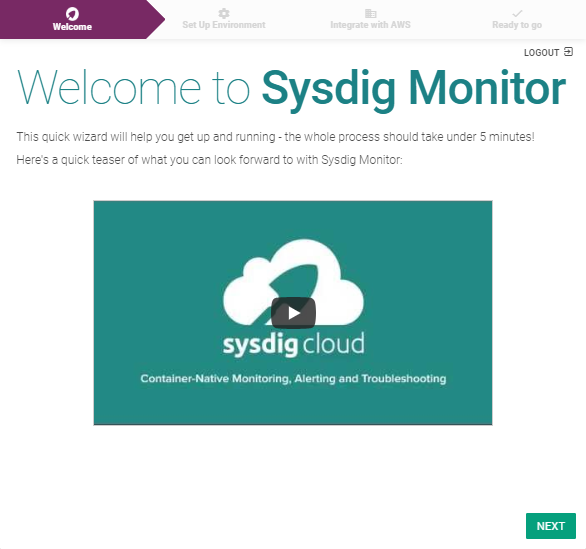 Welcome
Set Up Environment
Integrate with AWS
Ready to go
LOGOUT
Welcome to Sysdig Monitor
This quick wizard will help you get up and running - the whole process should take under 5 minutes!
Here's a quick teaser of what you can look forward to with Sysdig Monitor:
sysdig cloud
Container-Native Monitoring, Alerting and Troubleshooting
NEXT